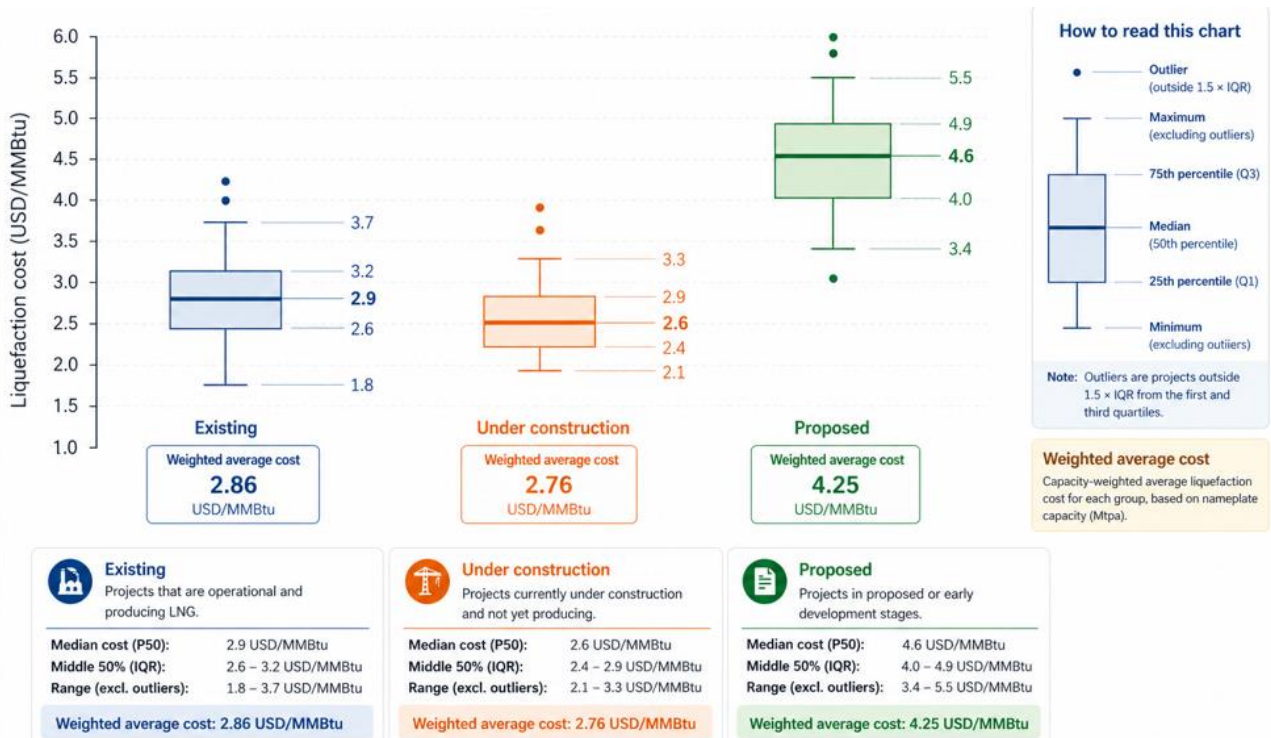 Liquefaction cost (USD/MMBtu)
6.0
5.5
5.0
4.5
4.0
3.5
3.0
2.5
2.0
1.5
1.0
3.7
3.2
2.9
2.6
1.8
3.3
2.9
2.6
2.4
2.1
5.5
4.9
4.6
4.0
3.4
Existing
Weighted average cost
2.86
USD/MMBtu
Under construction
Weighted average cost
2.76
USD/MMBtu
Proposed
Weighted average cost
4.25
USD/MMBtu
How to read this chart
Outlier
(outside 1.5 × IQR)
Maximum
(excluding outliers)
75th percentile (Q3)
Median
(50th percentile)
25th percentile (Q1)
Minimum
(excluding outliers)
Note: Outliers are projects outside
1.5 × IQR from the first and
third quartiles.
Weighted average cost
Capacity-weighted average liquefaction
cost for each group, based on nameplate
capacity (Mtpa).
Existing
Projects that are operational and
producing LNG.
Median cost (P50): 2.9 USD/MMBtu
Middle 50% (IQR): 2.6 – 3.2 USD/MMBtu
Range (excl. outliers): 1.8 – 3.7 USD/MMBtu
Weighted average cost: 2.86 USD/MMBtu
Under construction
Projects currently under construction
and not yet producing.
Median cost (P50): 2.6 USD/MMBtu
Middle 50% (IQR): 2.4 – 2.9 USD/MMBtu
Range (excl. outliers): 2.1 – 3.3 USD/MMBtu
Weighted average cost: 2.76 USD/MMBtu
Proposed
Projects in proposed or early
development stages.
Median cost (P50): 4.6 USD/MMBtu
Middle 50% (IQR): 4.0 – 4.9 USD/MMBtu
Range (excl. outliers): 3.4 – 5.5 USD/MMBtu
Weighted average cost: 4.25 USD/MMBtu